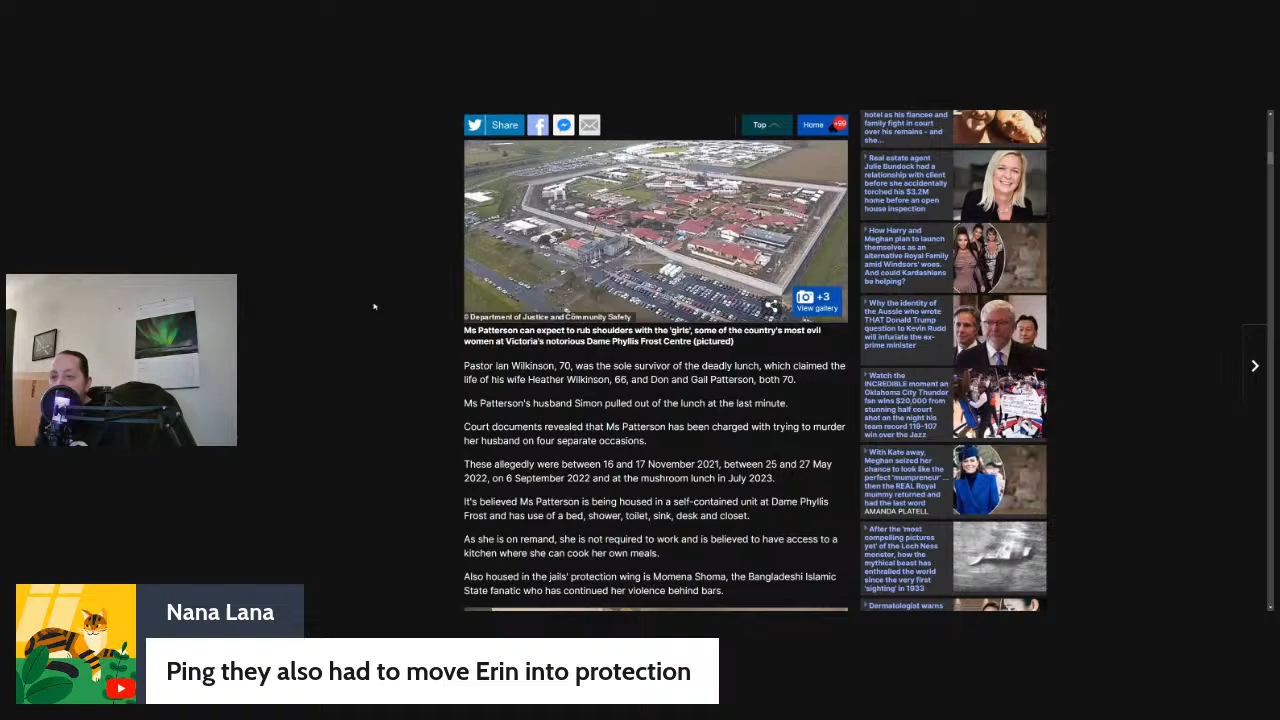 Share
Top
Home
+99
+3
View gallery
© Department of Justice and Community Safety
Ms Patterson can expect to rub shoulders with the 'girls', some of the country's most evil
women at Victoria's notorious Dame Phyllis Frost Centre (pictured)
Pastor Ian Wilkinson, 70, was the sole survivor of the deadly lunch, which claimed the
life of his wife Heather Wilkinson, 66, and Don and Gail Patterson, both 70.
Ms Patterson's husband Simon pulled out of the lunch at the last minute.
Court documents revealed that Ms Patterson has been charged with trying to murder
her husband on four separate occasions.
These allegedly were between 16 and 17 November 2021, between 25 and 27 May
2022, on 6 September 2022 and at the mushroom lunch in July 2023.
It's believed Ms Patterson is being housed in a self-contained unit at Dame Phyllis
Frost and has use of a bed, shower, toilet, sink, desk and closet.
As she is on remand, she is not required to work and is believed to have access to a
kitchen where she can cook her own meals.
Also housed in the jails' protection wing is Momena Shoma, the Bangladeshi Islamic
State fanatic who has continued her violence behind bars.
hotel as his fiancee and
family fight in court
over his remains - and
she...
Real estate agent
Julie Bundock had a
relationship with client
before she accidentally
torched his $3.2M
home before an open
house inspection
How Harry and
Meghan plan to launch
themselves as an
alternative Royal Family
amid Windsors' woes.
And could Kardashians
be helping?
Why the identity of
the Aussie who wrote
THAT Donald Trump
question to Kevin Rudd
will infuriate the ex-
prime minister
Watch the
INCREDIBLE moment an
Oklahoma City Thunder
fan wins $20,000 from
stunning half court
shot on the night his
team record 119-107
win over the Jazz
With Kate away,
Meghan seized her
chance to look like the
perfect 'mumpreneur' ...
then the REAL Royal
mummy returned and
had the last word
AMANDA PLATELL
After the 'most
compelling pictures
yet' of the Loch Ness
monster, how the
mythical beast has
enthralled the world
since the very first
'sighting' in 1933
Dermatologist warns
Nana Lana
Ping they also had to move Erin into protection